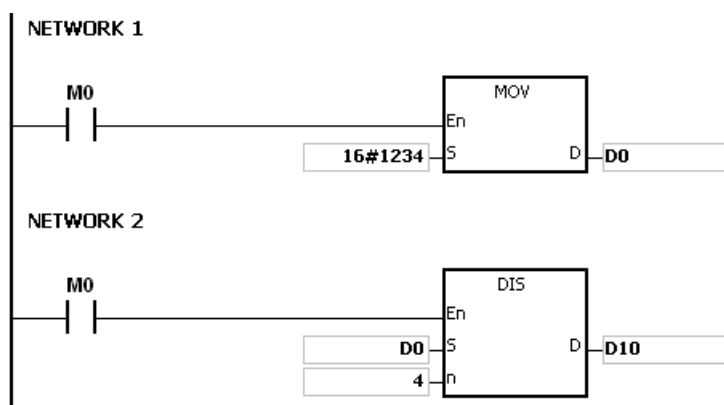 NETWORK 1
M0
MOV
En
16#1234 S D D0
NETWORK 2
M0
DIS
En
D0 S D D10
4 n